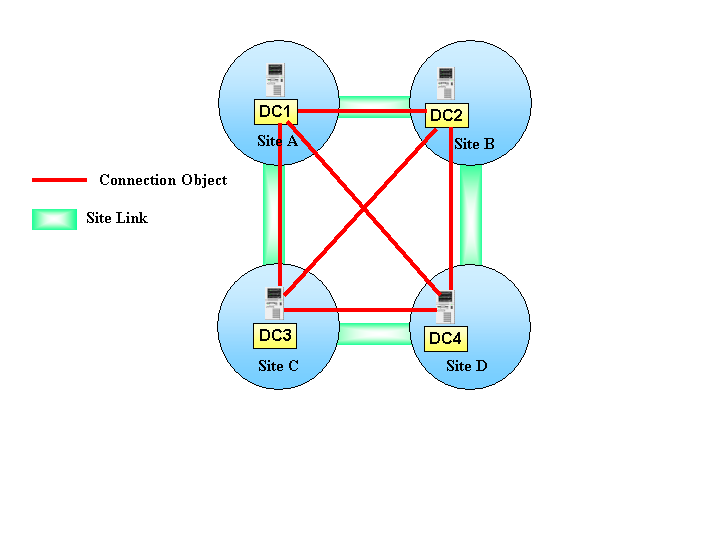 DC1
DC2
Site A
Site B
Connection Object
Site Link
DC3
DC4
Site C
Site D